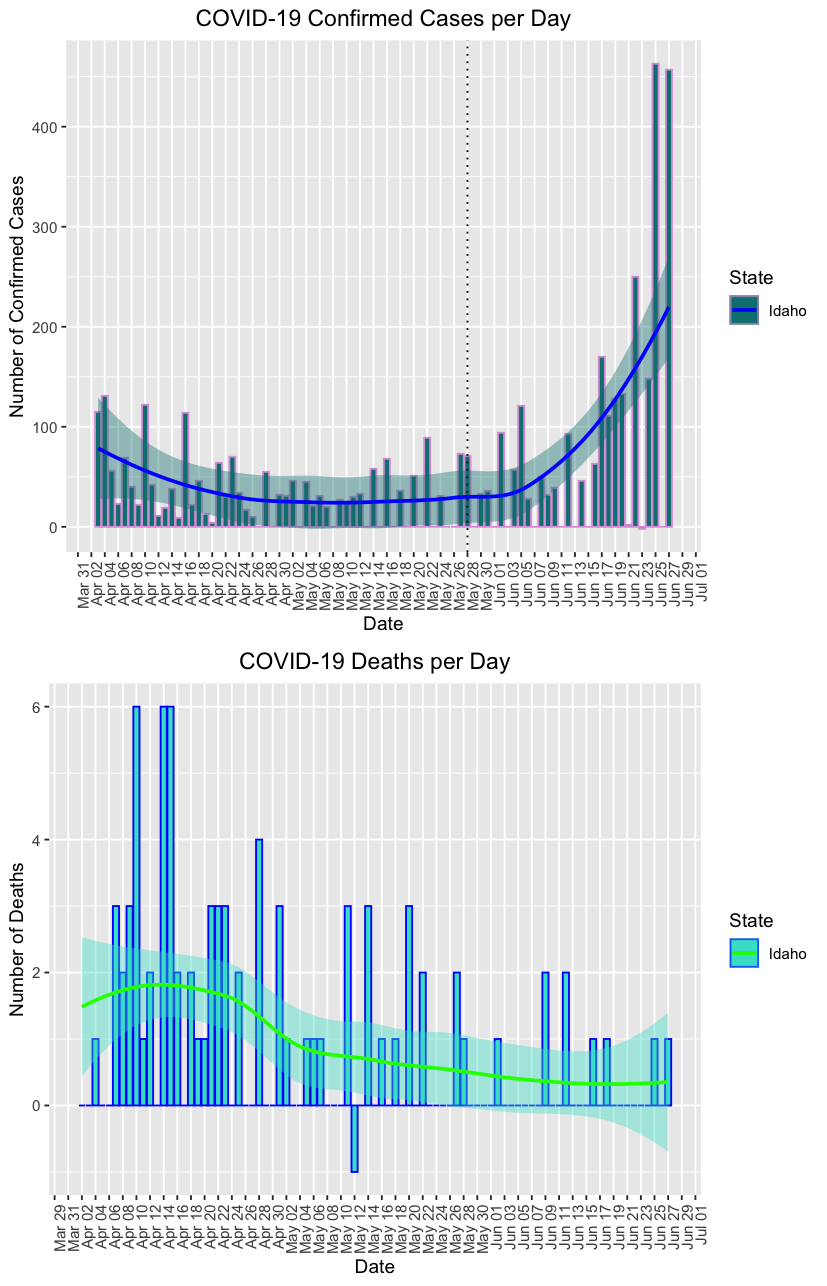 COVID-19 Confirmed Cases per Day
Number of Confirmed Cases
400
300
200
100
0
Mar 31
Apr 02
Apr 04
Apr 06
Apr 08
Apr 10
Apr 12
Apr 14
Apr 16
Apr 18
Apr 20
Apr 22
Apr 24
Apr 26
Apr 28
Apr 30
May 02
May 04
May 06
May 08
May 10
May 12
May 14
May 16
May 18
May 20
May 22
May 24
May 26
May 28
May 30
Jun 01
Jun 03
Jun 05
Jun 07
Jun 09
Jun 11
Jun 13
Jun 15
Jun 17
Jun 19
Jun 21
Jun 23
Jun 25
Jun 27
Jun 29
Jul 01
Date
State
Idaho
COVID-19 Deaths per Day
Number of Deaths
6
4
2
0
Mar 29
Mar 31
Apr 02
Apr 04
Apr 06
Apr 08
Apr 10
Apr 12
Apr 14
Apr 16
Apr 18
Apr 20
Apr 22
Apr 24
Apr 26
Apr 28
Apr 30
May 02
May 04
May 06
May 08
May 10
May 12
May 14
May 16
May 18
May 20
May 22
May 24
May 26
May 28
May 30
Jun 01
Jun 03
Jun 05
Jun 07
Jun 09
Jun 11
Jun 13
Jun 15
Jun 17
Jun 19
Jun 21
Jun 23
Jun 25
Jun 27
Jun 29
Jul 01
Date
State
Idaho